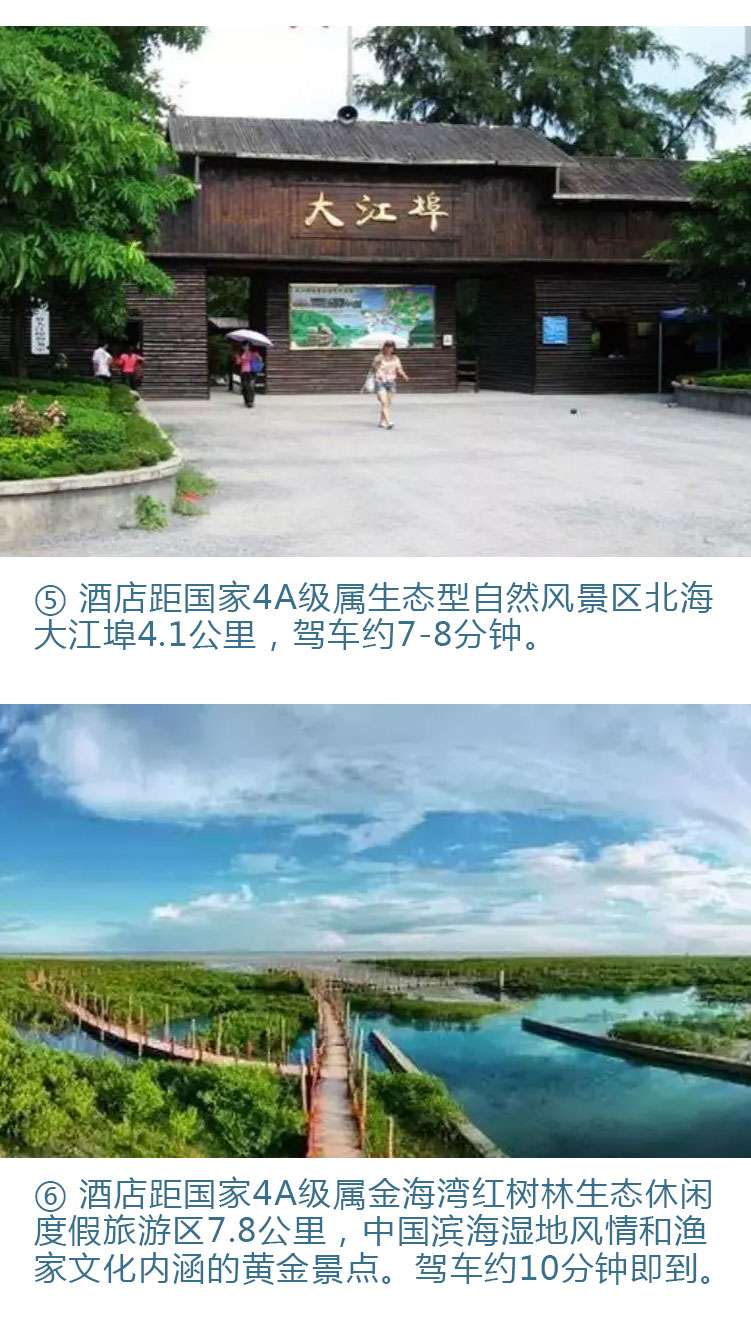 大江埠
⑤ 酒店距国家4A级属生态型自然风景区北海
大江埠4.1公里，驾车约7-8分钟。
⑥ 酒店距国家4A级属金海湾红树林生态休闲
度假旅游区7.8公里，中国滨海湿地风情和渔
家文化内涵的黄金景点。驾车约10分钟即到。